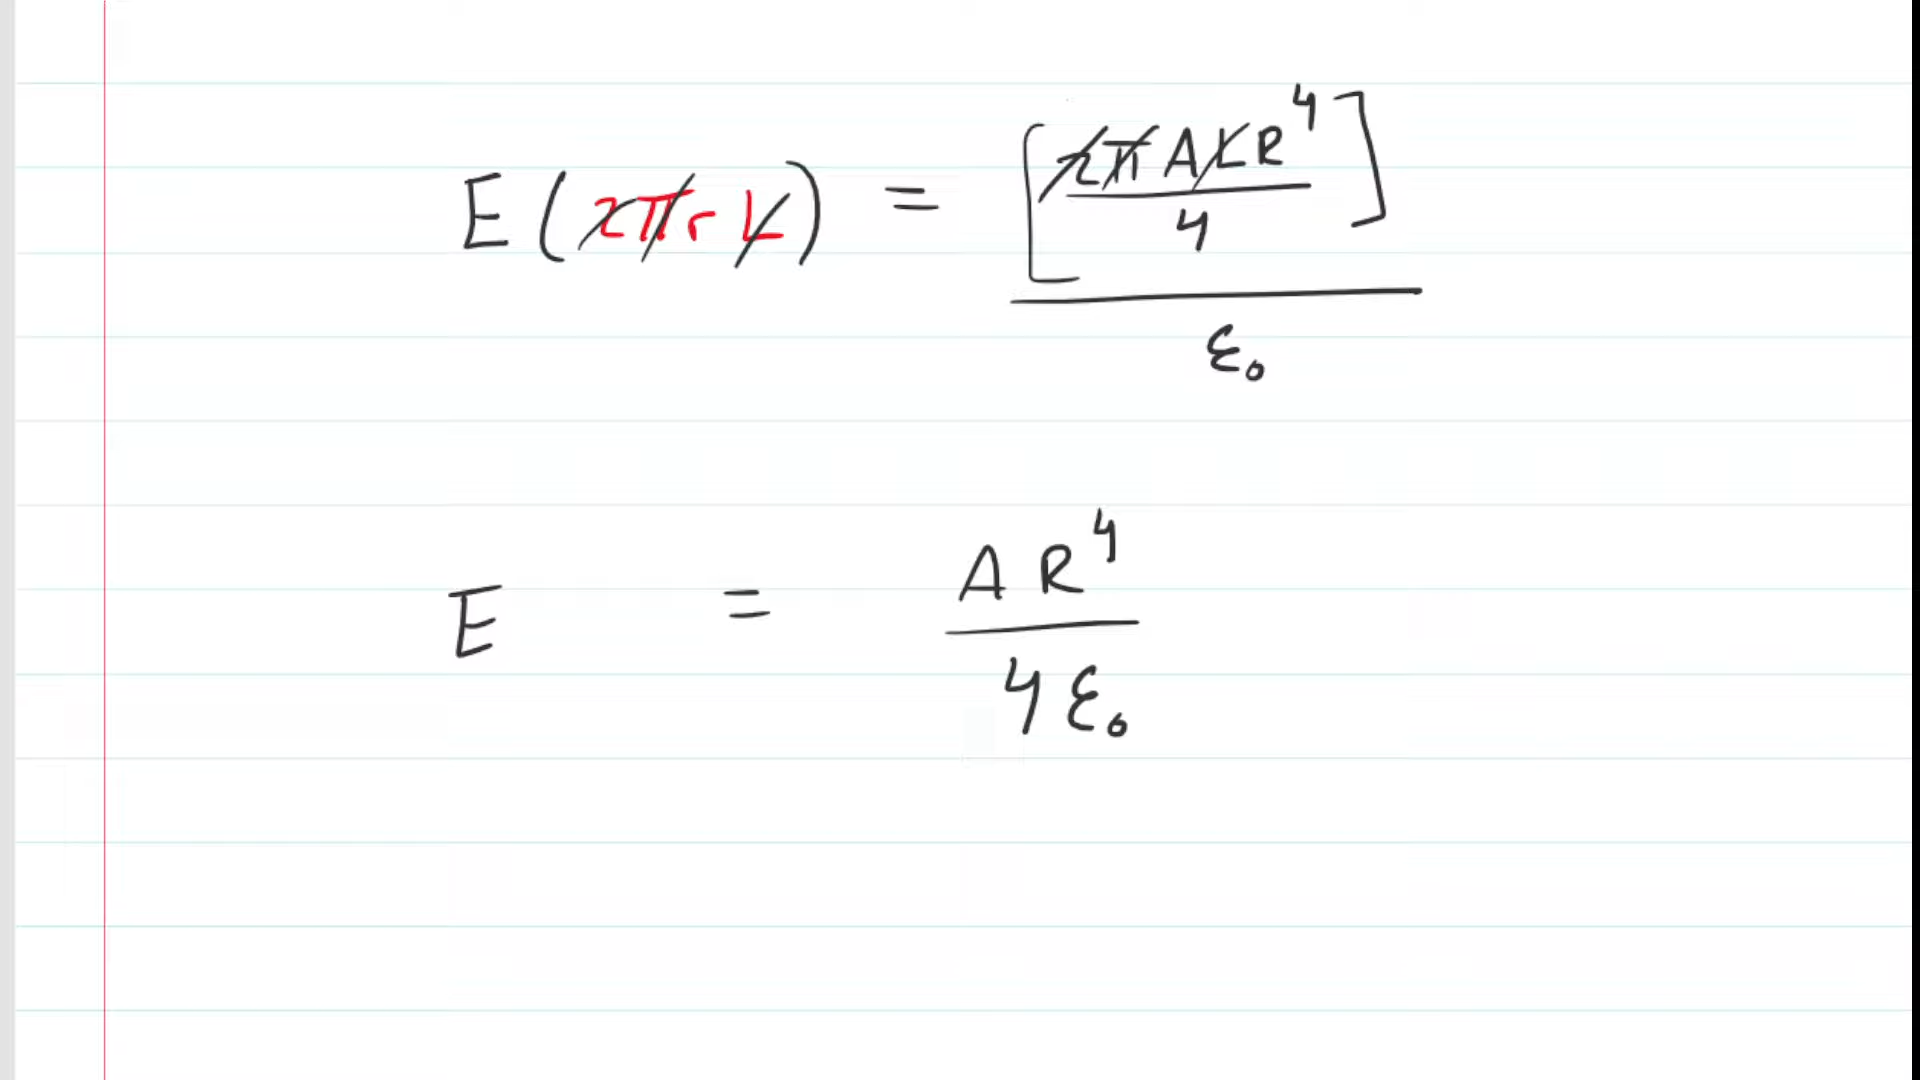 E(2πrL) = [2πALR⁴/4]/ε₀
E = AR⁴/4ε₀